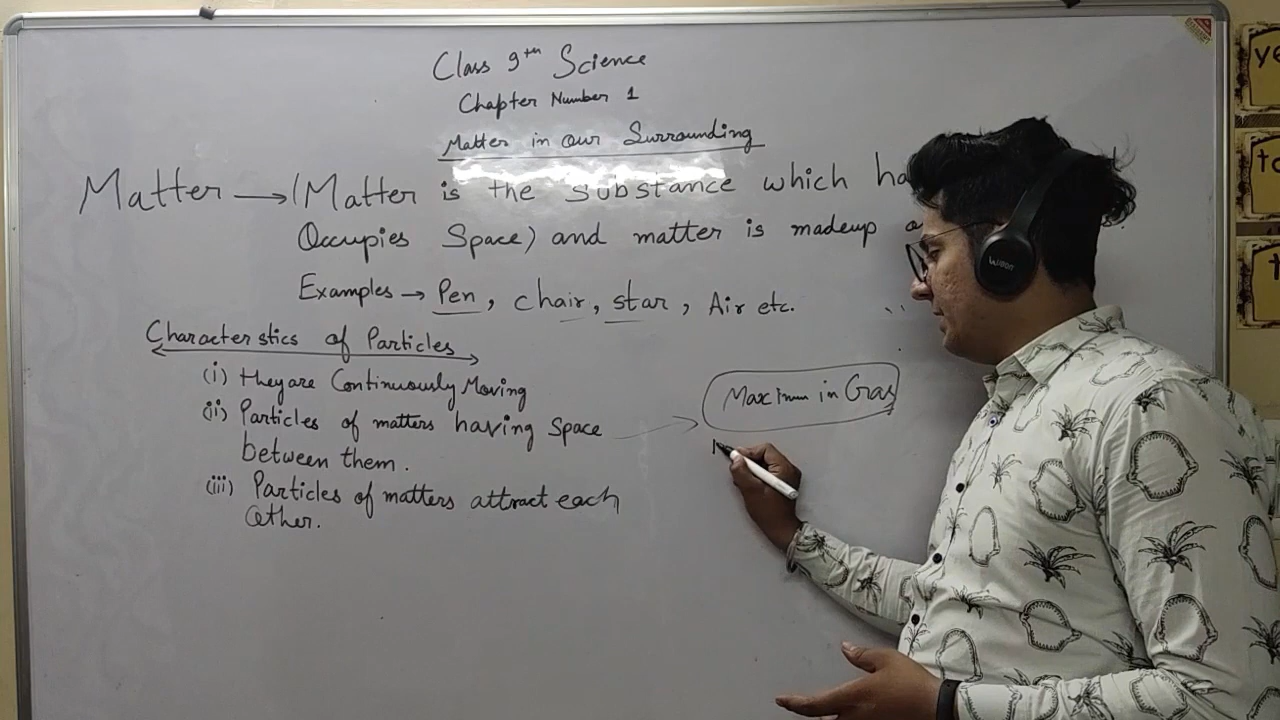 Class 9th Science
Chapter Number 1
Matter in our Surrounding
Matter → (Matter is the substance which ha
Occupies Space) and matter is madeup
Examples → Pen, chair, star, Air etc.
Characterstics of Particles
(i) they are Continuously Moving
(ii) Particles of matters having space
between them.
(iii) Particles of matters attract each
Other.
Maximum in Gas